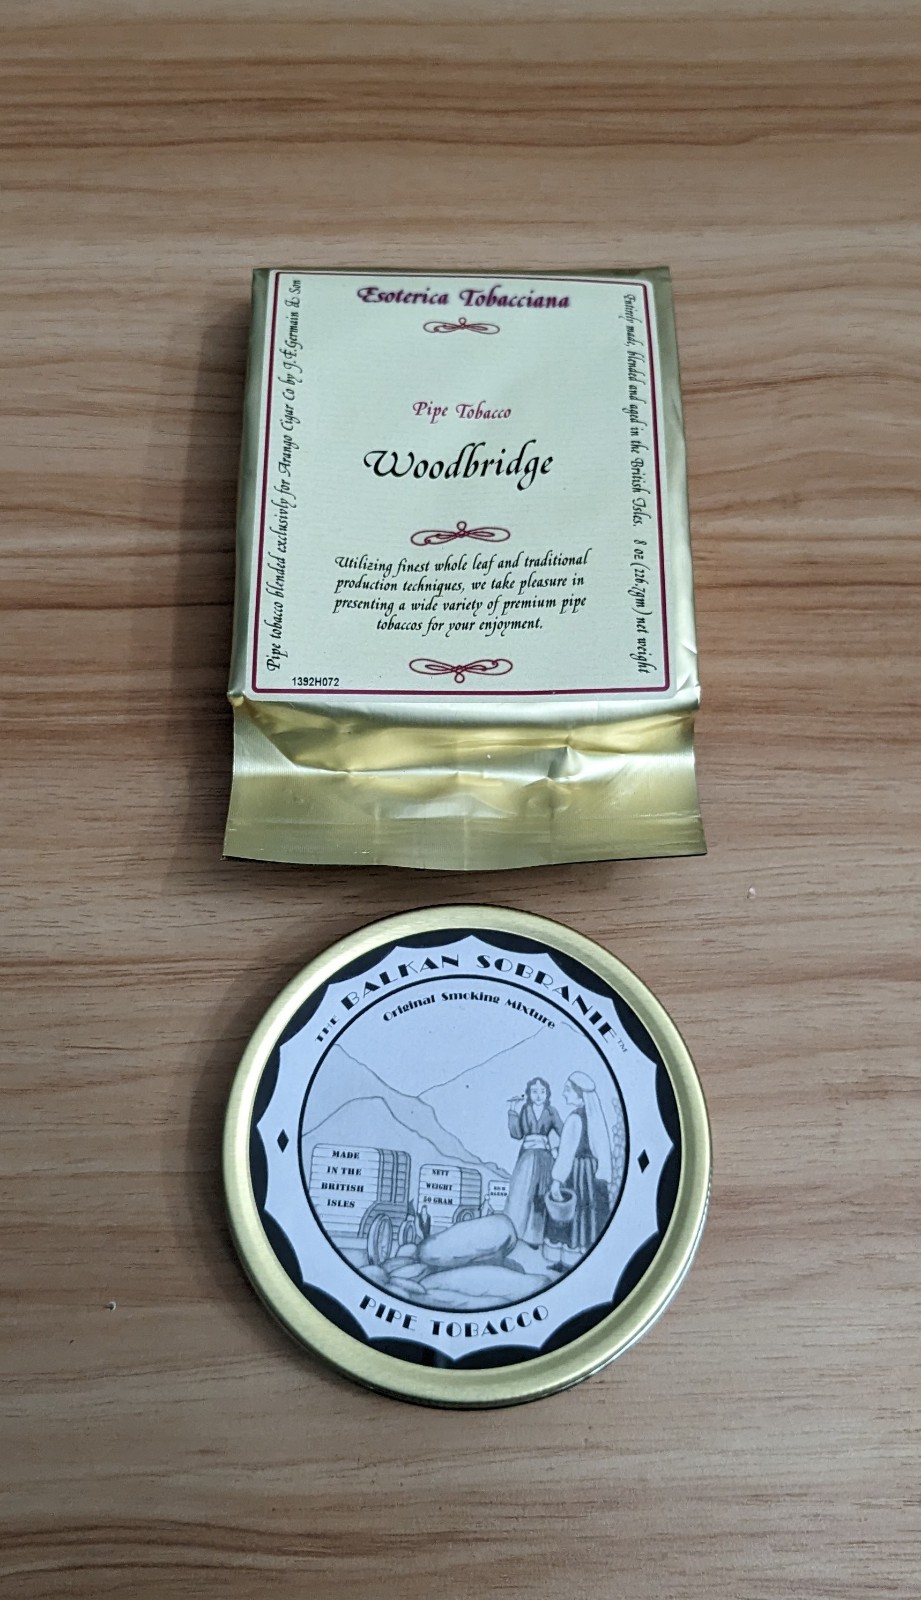 Esoterica Tobacciana
Pipe tobacco blended exclusivly for Arango Cigar Co by J.F.Germain & Son
Pipe Tobacco
Woodbridge
Utilizing finest whole leaf and traditional
production techniques, we take pleasure in
presenting a wide variety of premium pipe
tobaccos for your enjoyment.
1392H072
Entirely made, blended and aged in the British Isles. 8 oz (226.7gm) net weight
THE BALKAN SOBRANIE™
Original Smoking Mixture
MADE
IN THE
BRITISH
ISLES
NETT
WEIGHT
50 GRAM
BLEND
PIPE TOBACCO